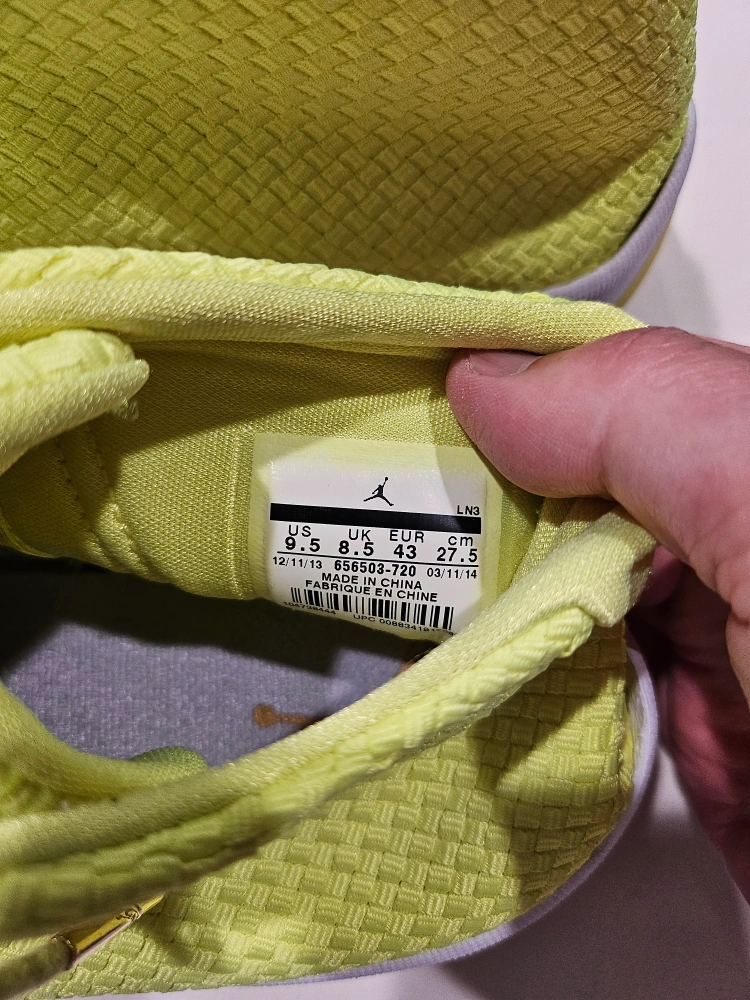 LN3
US UK EUR cm
9.5 8.5 43 27.5
12/11/13 656503-720 03/11/14
MADE IN CHINA
FABRIQUE EN CHINE
UPC